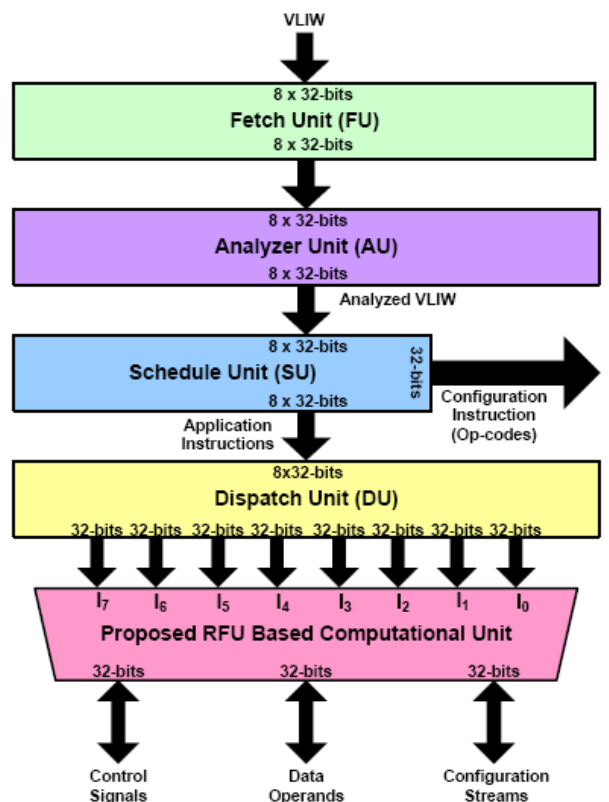 VLIW
8 x 32-bits
Fetch Unit (FU)
8 x 32-bits
8 x 32-bits
Analyzer Unit (AU)
8 x 32-bits
Analyzed VLIW
8 x 32-bits
Schedule Unit (SU)
8 x 32-bits
32-bits
Configuration
Instruction
(Op-codes)
Application
Instructions
8x32-bits
Dispatch Unit (DU)
32-bits 32-bits 32-bits 32-bits 32-bits 32-bits 32-bits 32-bits
I7 I6 I5 I4 I3 I2 I1 I0
Proposed RFU Based Computational Unit
32-bits 32-bits 32-bits
Control
Signals
Data
Operands
Configuration
Streams